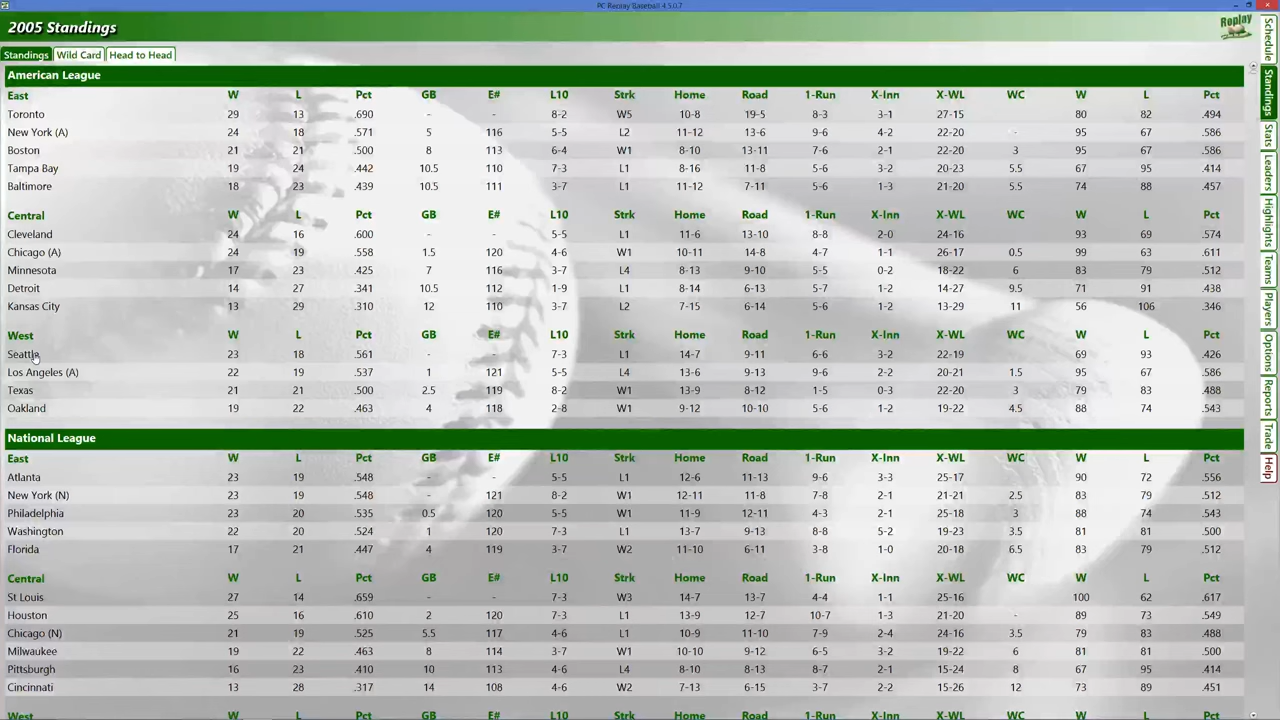 PC Replay Baseball 4.5.0.7
2005 Standings
Replay
Standings Wild Card Head to Head
American League
East W L Pct GB E# L10 Strk Home Road 1-Run X-Inn X-WL WC W L Pct
Toronto 29 13 .690 - - 8-2 W5 10-8 19-5 8-3 3-1 27-15 80 82 .494
New York (A) 24 18 .571 5 116 5-5 L2 11-12 13-6 9-6 4-2 22-20 - 95 67 .586
Boston 21 21 .500 8 113 6-4 W1 8-10 13-11 7-6 2-1 22-20 3 95 67 .586
Tampa Bay 19 24 .442 10.5 110 7-3 L1 8-16 11-8 5-6 3-2 20-23 5.5 67 95 .414
Baltimore 18 23 .439 10.5 111 3-7 L1 11-12 7-11 5-6 1-3 21-20 5.5 74 88 .457
Central W L Pct GB E# L10 Strk Home Road 1-Run X-Inn X-WL WC W L Pct
Cleveland 24 16 .600 - - 5-5 L1 11-6 13-10 8-8 2-0 24-16 93 69 .574
Chicago (A) 24 19 .558 1.5 120 4-6 W1 10-11 14-8 4-7 1-1 26-17 0.5 99 63 .611
Minnesota 17 23 .425 7 116 3-7 L4 8-13 9-10 5-5 0-2 18-22 6 83 79 .512
Detroit 14 27 .341 10.5 112 1-9 L1 8-14 6-13 5-7 1-2 14-27 9.5 71 91 .438
Kansas City 13 29 .310 12 110 3-7 L2 7-15 6-14 5-6 1-2 13-29 11 56 106 .346
West W L Pct GB E# L10 Strk Home Road 1-Run X-Inn X-WL WC W L Pct
Seattle 23 18 .561 - - 7-3 L1 14-7 9-11 6-6 3-2 22-19 69 93 .426
Los Angeles (A) 22 19 .537 1 121 5-5 L4 13-6 9-13 9-6 2-2 20-21 1.5 95 67 .586
Texas 21 21 .500 2.5 119 8-2 W1 13-9 8-12 1-5 0-3 22-20 3 79 83 .488
Oakland 19 22 .463 4 118 2-8 W1 9-12 10-10 5-6 1-2 19-22 4.5 88 74 .543
National League
East W L Pct GB E# L10 Strk Home Road 1-Run X-Inn X-WL WC W L Pct
Atlanta 23 19 .548 - - 5-5 L1 12-6 11-13 9-6 3-3 25-17 90 72 .556
New York (N) 23 19 .548 - 121 8-2 W1 12-11 11-8 7-8 2-1 21-21 2.5 83 79 .512
Philadelphia 23 20 .535 0.5 120 5-5 W1 11-9 12-11 4-3 2-1 25-18 3 88 74 .543
Washington 22 20 .524 1 120 7-3 L1 13-7 9-13 8-8 5-2 19-23 3.5 81 81 .500
Florida 17 21 .447 4 119 3-7 W2 11-10 6-11 3-8 1-0 20-18 6.5 83 79 .512
Central W L Pct GB E# L10 Strk Home Road 1-Run X-Inn X-WL WC W L Pct
St Louis 27 14 .659 - - 7-3 W3 14-7 13-7 4-4 1-1 25-16 100 62 .617
Houston 25 16 .610 2 120 7-3 L1 13-9 12-7 10-7 1-3 21-20 - 89 73 .549
Chicago (N) 21 19 .525 5.5 117 4-6 L1 10-9 11-10 7-9 2-4 24-16 3.5 79 83 .488
Milwaukee 19 22 .463 8 114 3-7 W1 10-10 9-12 6-5 3-2 19-22 6 81 81 .500
Pittsburgh 16 23 .410 10 113 4-6 L4 8-10 8-13 8-7 2-1 15-24 8 67 95 .414
Cincinnati 13 28 .317 14 108 4-6 W2 7-13 6-15 3-7 2-2 15-26 12 73 89 .451
West W L Pct GB E# L10 Strk Home Road 1-Run X-Inn X-WL WC W L Pct
Schedule
Standings
Stats
Leaders
Highlights
Teams
Players
Options
Reports
Trade
Help